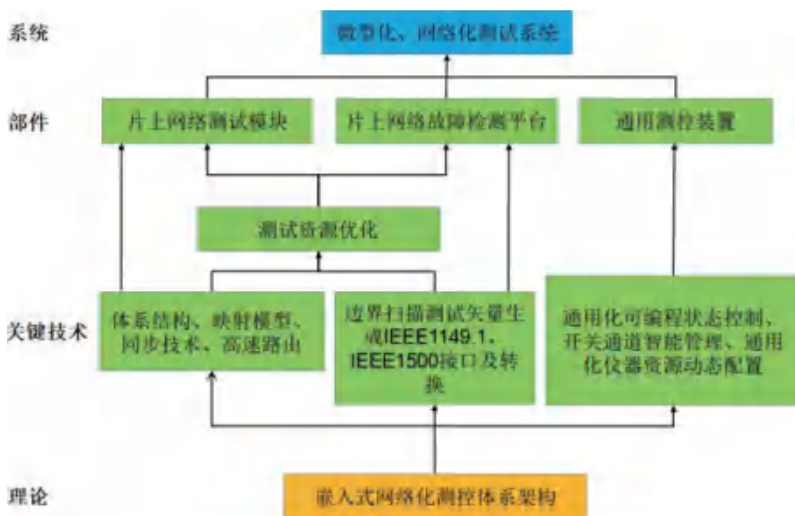 系统
微型化、网络化测试系统
部件
片上网络测试模块
片上网络故障检测平台
通用测控装置
测试资源优化
关键技术
体系结构、映射模型、
同步技术、高速路由
边界扫描测试矢量生
成IEEE1149.1、
IEEE1500接口及转
换
通用化可编程状态控制、
开关通道智能管理、通用
化仪器资源动态配置
理论
嵌入式网络化测控体系架构